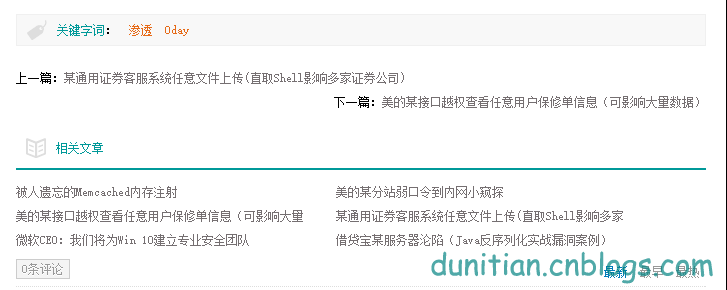 关键字词： 渗透 0day
上一篇：某通用证券客服系统任意文件上传(直取Shell影响多家证券公司)
下一篇：美的某接口越权查看任意用户保修单信息（可影响大量数据）
相关文章
被人遗忘的Memcached内存注射 美的某分站弱口令到内网小窥探
美的某接口越权查看任意用户保修单信息（可影响大量 某通用证券客服系统任意文件上传(直取Shell影响多家
微软CEO：我们将为Win 10建立专业安全团队 借贷宝某服务器沦陷（Java反序列化实战漏洞案例）
0条评论 最新 最早 最热
dunitian.cnblogs.com